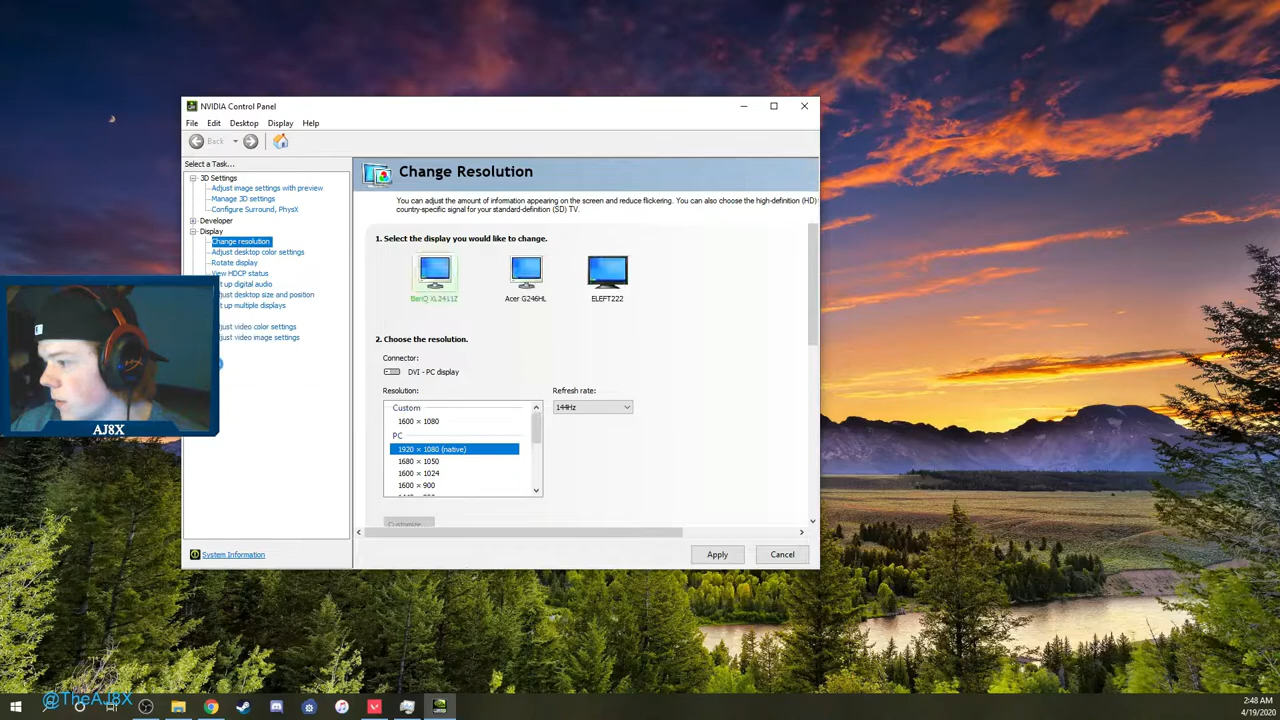 NVIDIA Control Panel
File Edit Desktop Display Help
Back
Select a Task...
3D Settings
Adjust image settings with preview
Manage 3D settings
Configure Surround, PhysX
Developer
Display
Change resolution
Adjust desktop color settings
Rotate display
View HDCP status
t up digital audio
just desktop size and position
t up multiple displays
just video color settings
just video image settings
System Information
Change Resolution
You can adjust the amount of information appearing on the screen and reduce flickering. You can also choose the high-definition (HD)
country-specific signal for your standard-definition (SD) TV.
1. Select the display you would like to change.
BenQ XL2411Z Acer G246HL ELEFT222
2. Choose the resolution.
Connector:
DVI - PC display
Resolution: Refresh rate:
Custom 144Hz
1600 × 1080
PC
1920 × 1080 (native)
1680 × 1050
1600 × 1024
1600 × 900
Customize...
Apply Cancel
AJ8X
@TheAJ8X
2:48 AM
4/19/2020